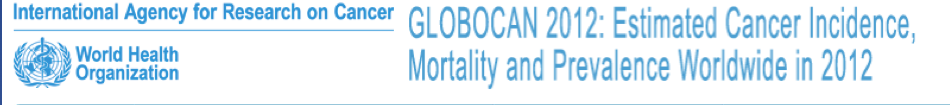 International Agency for Research on Cancer
World Health
Organization
GLOBOCAN 2012: Estimated Cancer Incidence,
Mortality and Prevalence Worldwide in 2012